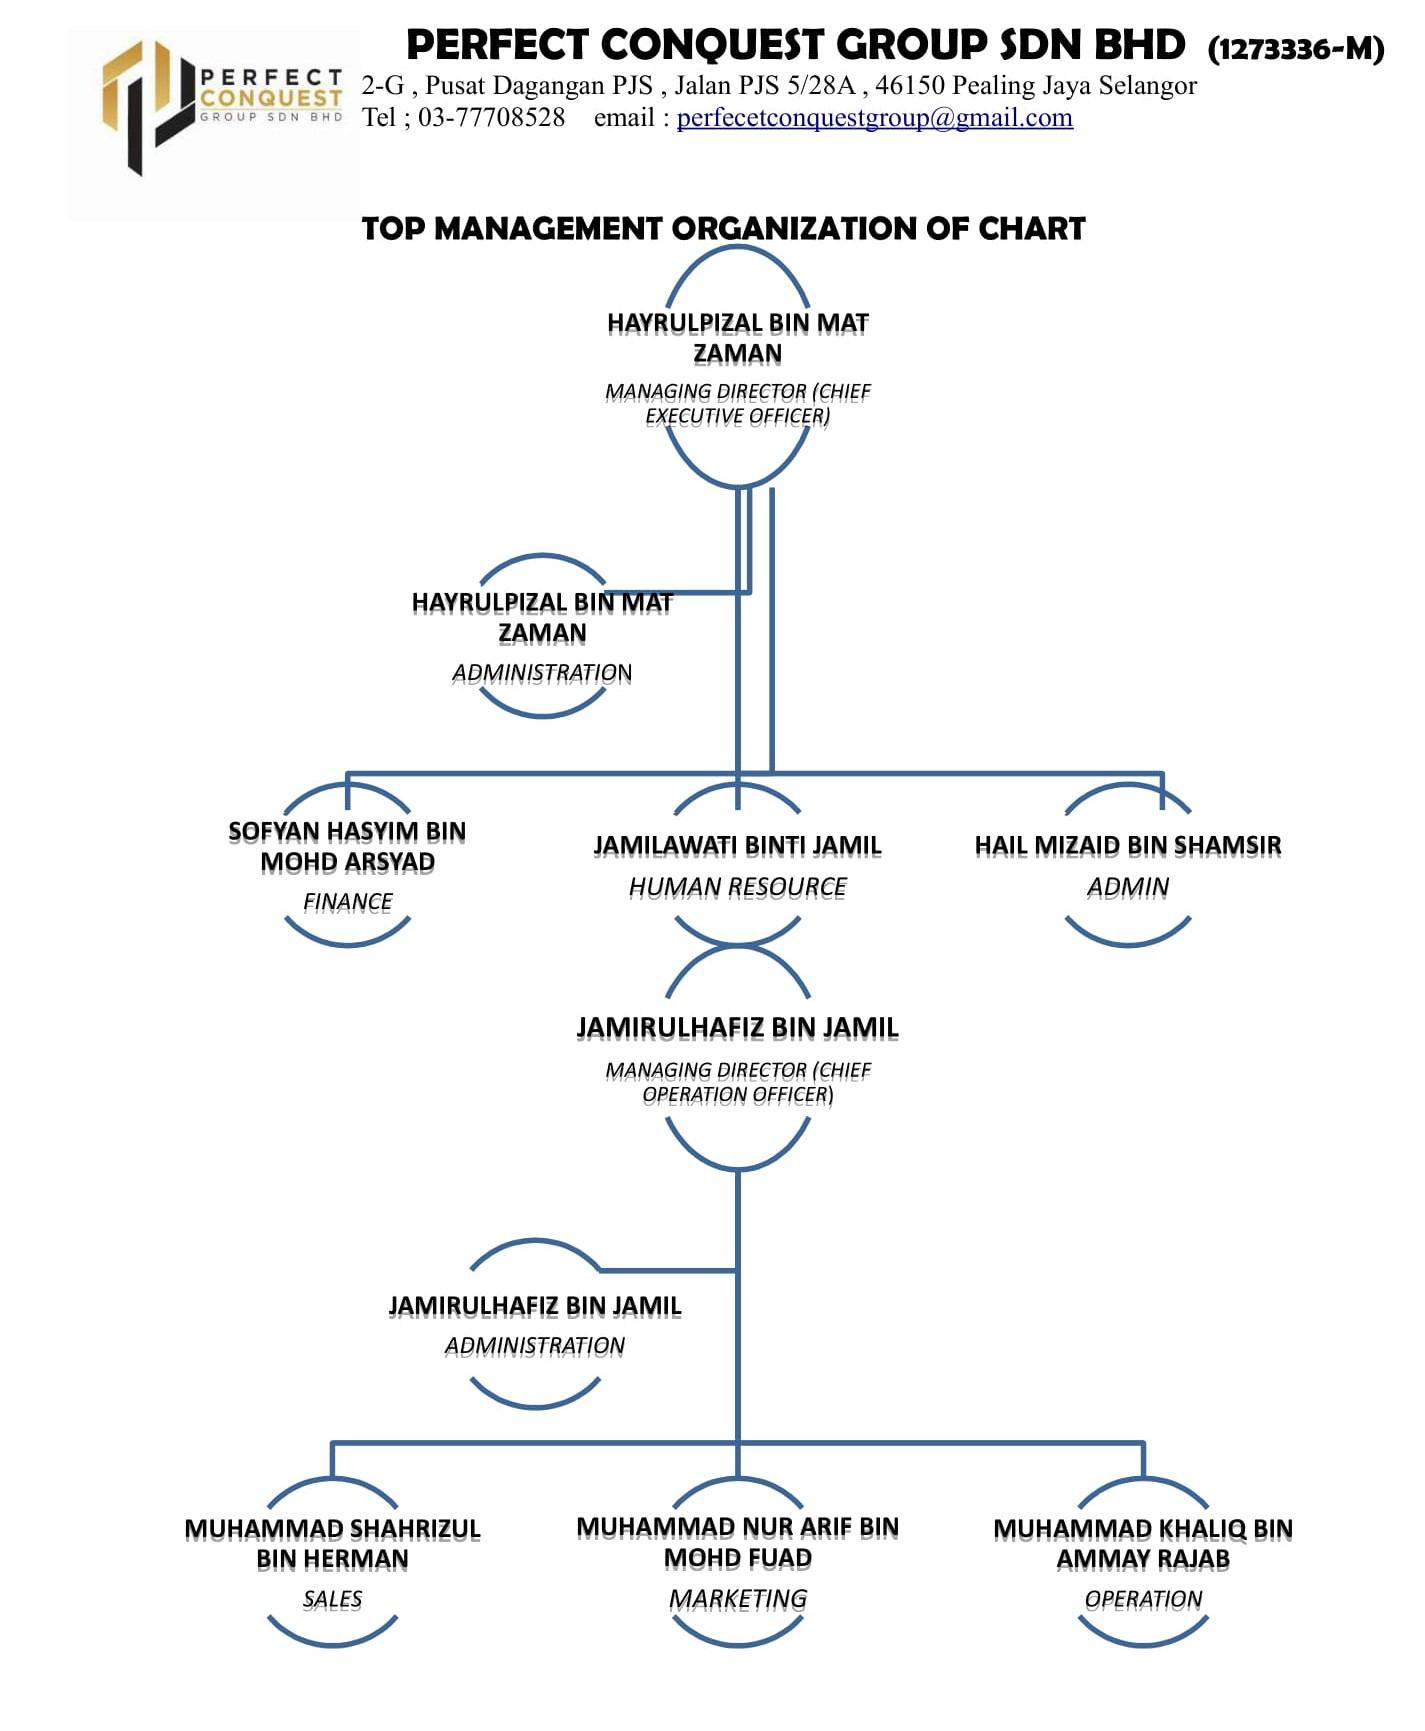 PERFECT CONQUEST GROUP SDN BHD (1273336-M)
PERFECT
CONQUEST
GROUP SDN BHD
2-G , Pusat Dagangan PJS , Jalan PJS 5/28A , 46150 Pealing Jaya Selangor
Tel ; 03-77708528 email : perfecetconquestgroup@gmail.com
TOP MANAGEMENT ORGANIZATION OF CHART
HAYRULPIZAL BIN MAT
ZAMAN
MANAGING DIRECTOR (CHIEF
EXECUTIVE OFFICER)
HAYRULPIZAL BIN MAT
ZAMAN
ADMINISTRATION
SOFYAN HASYIM BIN
MOHD ARSYAD
FINANCE
JAMILAWATI BINTI JAMIL
HUMAN RESOURCE
HAIL MIZAID BIN SHAMSIR
ADMIN
JAMIRULHAFIZ BIN JAMIL
MANAGING DIRECTOR (CHIEF
OPERATION OFFICER)
JAMIRULHAFIZ BIN JAMIL
ADMINISTRATION
MUHAMMAD SHAHRIZUL
BIN HERMAN
SALES
MUHAMMAD NUR ARIF BIN
MOHD FUAD
MARKETING
MUHAMMAD KHALIQ BIN
AMMAY RAJAB
OPERATION